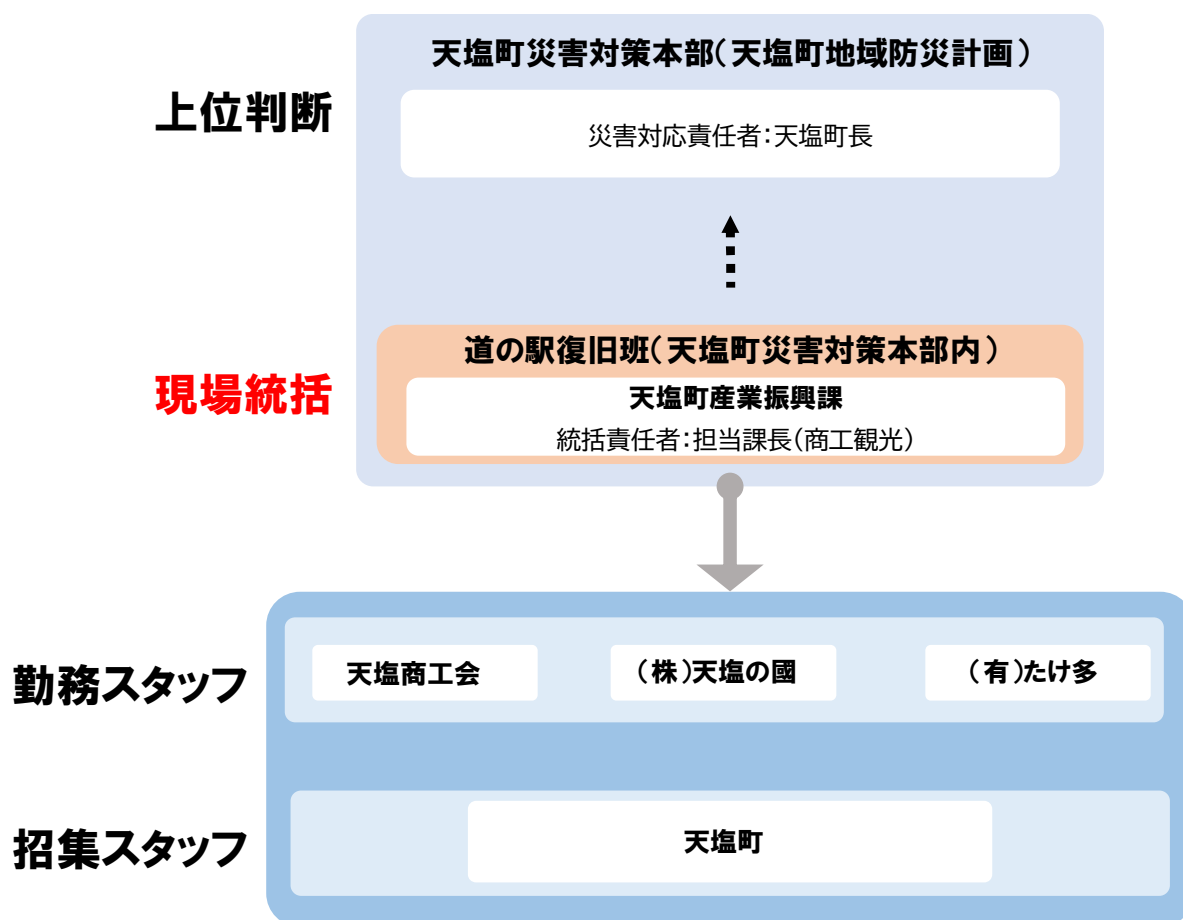 天塩町災害対策本部(天塩町地域防災計画)
上位判断
災害対応責任者:天塩町長
道の駅復旧班(天塩町災害対策本部内)
現場統括
天塩町産業振興課
統括責任者:担当課長(商工観光)
勤務スタッフ
天塩商工会
(株)天塩の國
(有)たけ多
招集スタッフ
天塩町